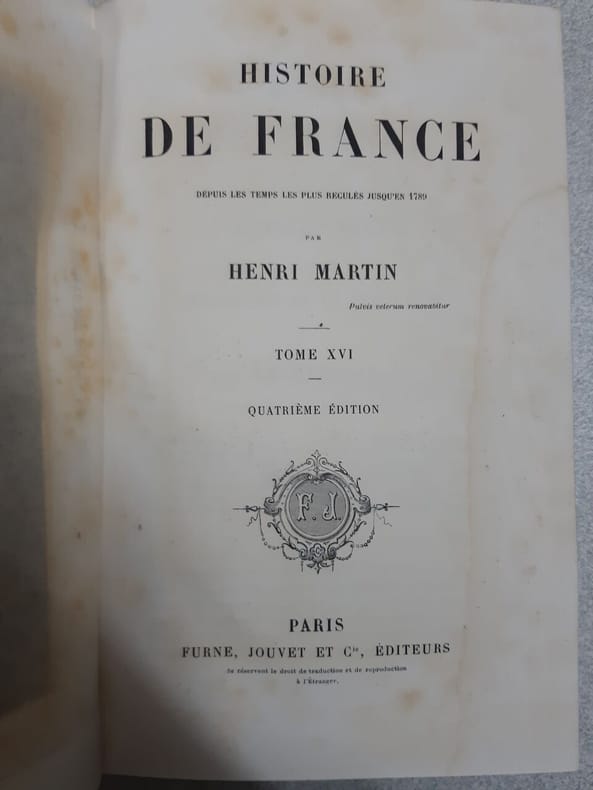 HISTOIRE
DE FRANCE
DEPUIS LES TEMPS LES PLUS RECULÉS JUSQU'EN 1789
PAR
HENRI MARTIN
Pulvis veterum renovabitur
TOME XVI
QUATRIÈME ÉDITION
F. J.
PARIS
FURNE, JOUVET ET Cie, ÉDITEURS
Se réservent le droit de traduction et de reproduction
à l'Étranger.